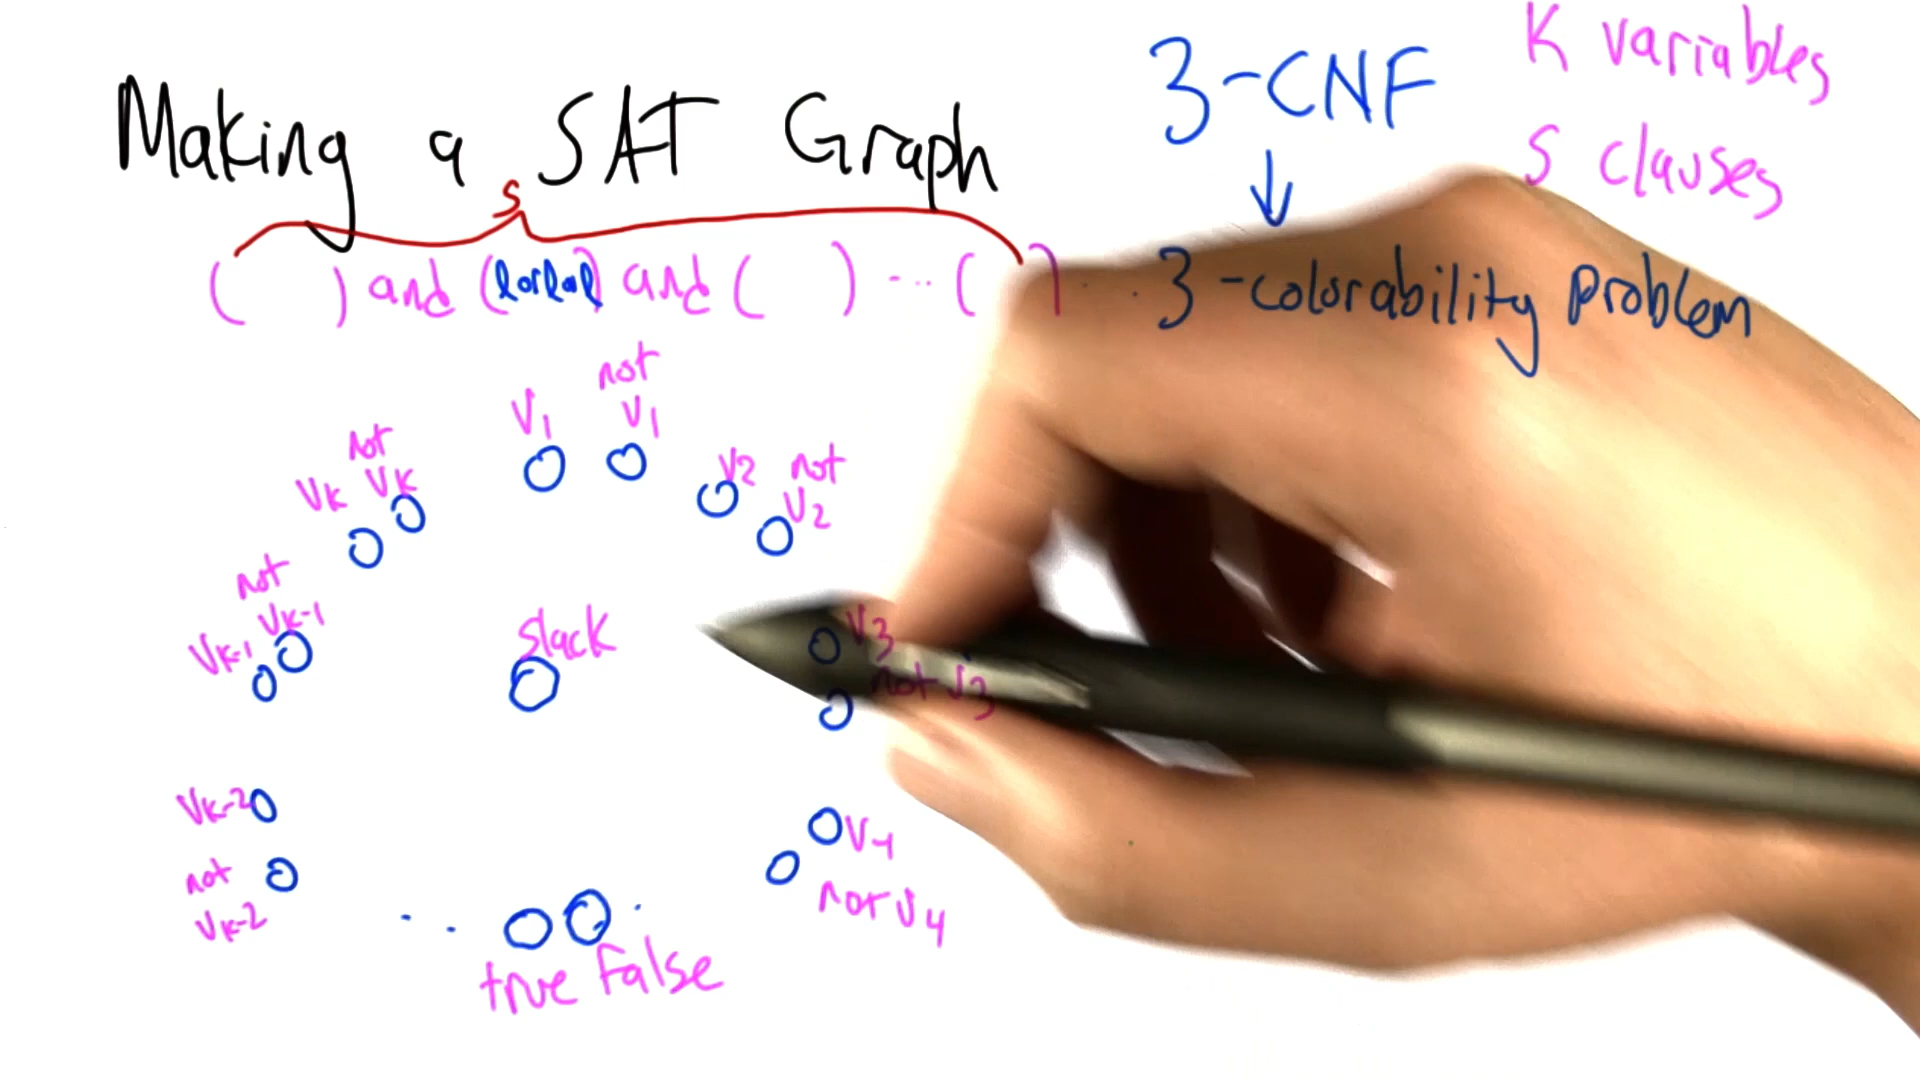 Making a SAT Graph
3-CNF
↓
3-colorability problem
K variables
S clauses
S
( ) and (l or l or l) and ( ) ... ( )
V1
not V1
V2
not V2
V3
not V3
V4
not V4
true False
Vk-2
not Vk-2
Vk-1
not Vk-1
Vk
not Vk
slack